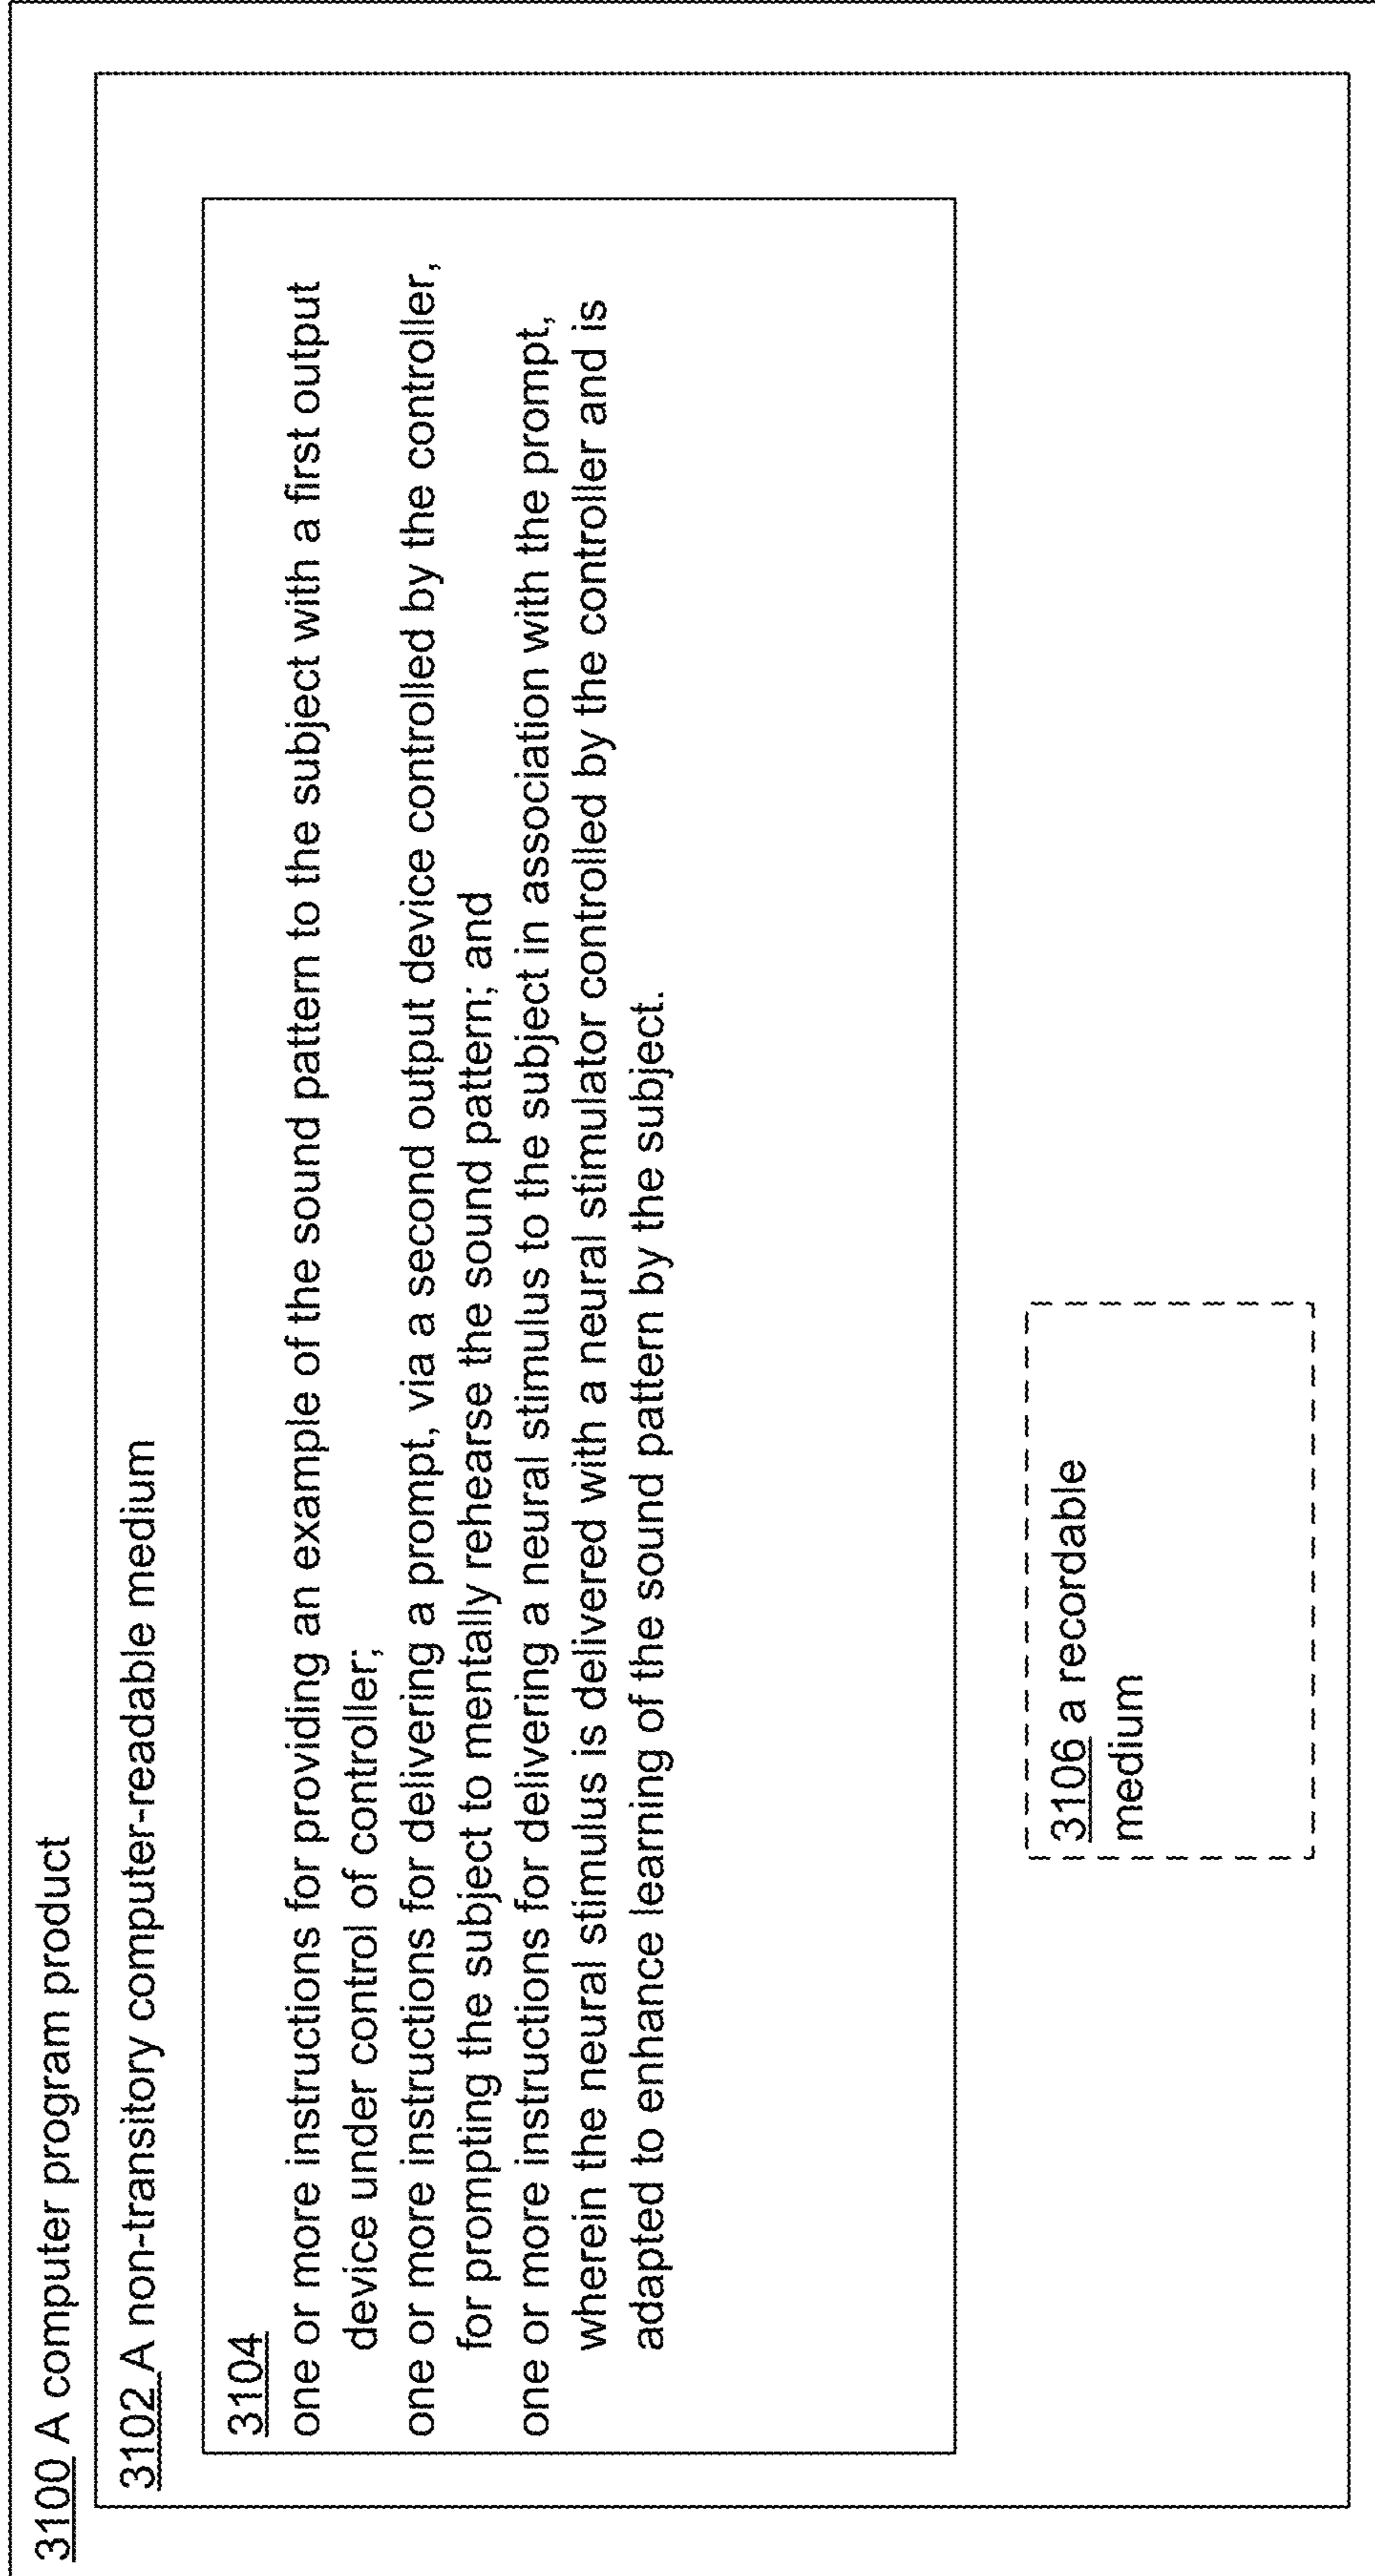 3100 A computer program product
3102 A non-transitory computer-readable medium
3104
one or more instructions for providing an example of the sound pattern to the subject with a first output
device under control of controller;
one or more instructions for delivering a prompt, via a second output device controlled by the controller,
for prompting the subject to mentally rehearse the sound pattern; and
one or more instructions for delivering a neural stimulus to the subject in association with the prompt,
wherein the neural stimulus is delivered with a neural stimulator controlled by the controller and is
adapted to enhance learning of the sound pattern by the subject.
3106 a recordable
medium